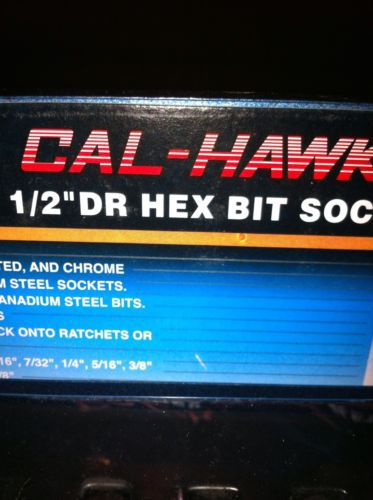 CAL-HAWK
1/2" DR HEX BIT SOC
TED, AND CHROME
M STEEL SOCKETS.
ANADIUM STEEL BITS.
S
CK ONTO RATCHETS OR
16", 7/32", 1/4", 5/16", 3/8"
/8"